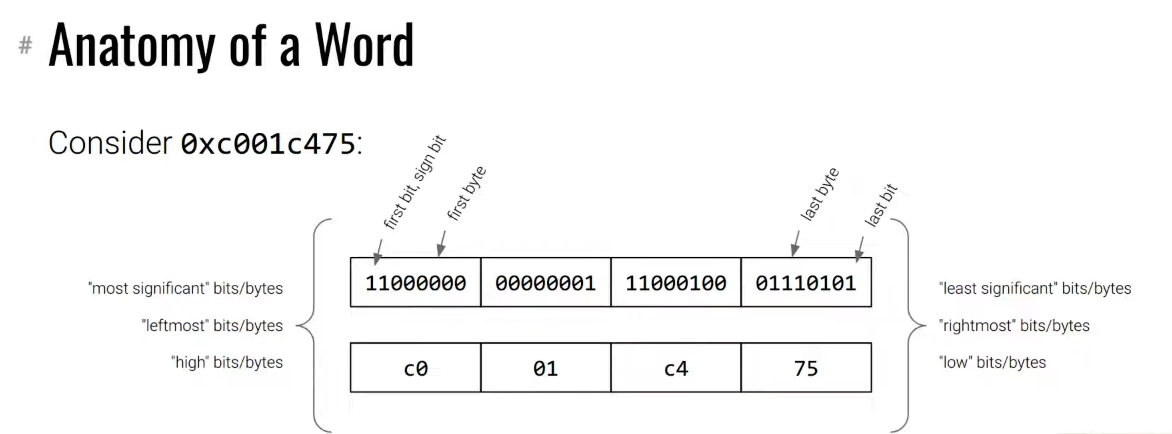 # Anatomy of a Word
Consider 0xc001c475:
first bit, sign bit
first byte
last byte
last bit
11000000 00000001 11000100 01110101
"most significant" bits/bytes
"leftmost" bits/bytes
"high" bits/bytes
"least significant" bits/bytes
"rightmost" bits/bytes
"low" bits/bytes
c0 01 c4 75